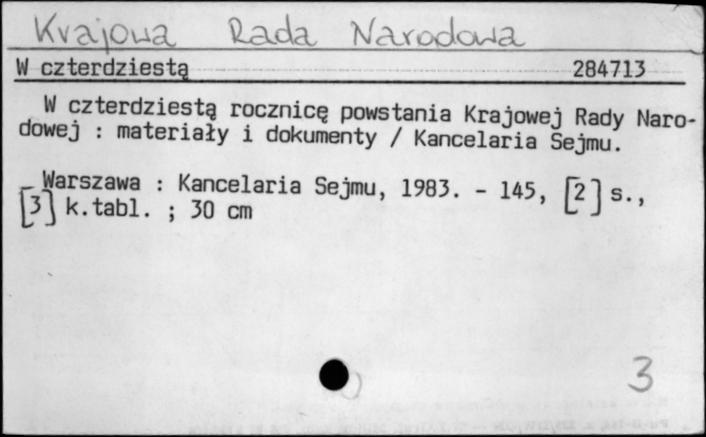 Krajowa Rada Narodowa
W czterdziestą 284713
W czterdziestą rocznicę powstania Krajowej Rady Naro-
dowej : materiały i dokumenty / Kancelaria Sejmu.
Warszawa : Kancelaria Sejmu, 1983. - 145, [2] s.,
[3] k.tabl. ; 30 cm
3